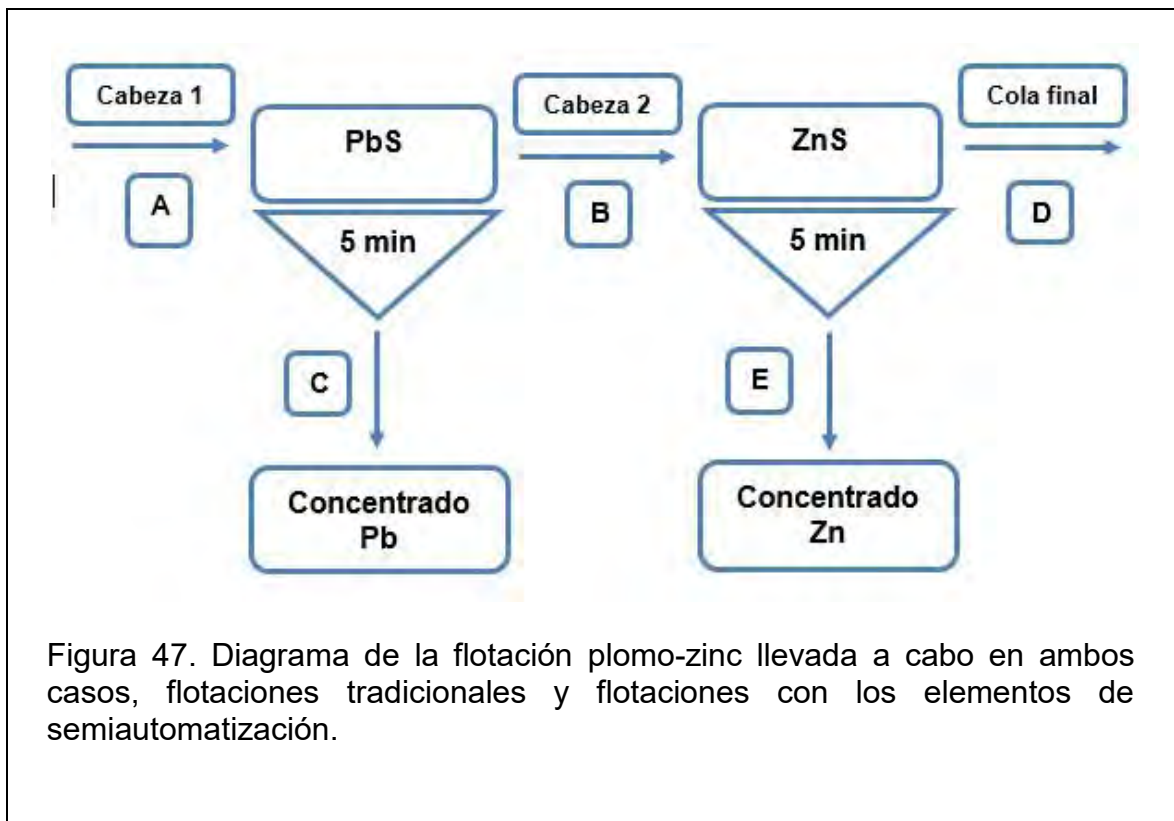 Cabeza 1
A
PbS
5 min
C
Concentrado
Pb
Cabeza 2
B
ZnS
5 min
E
Concentrado
Zn
Cola final
D
Figura 47. Diagrama de la flotación plomo-zinc llevada a cabo en ambos
casos, flotaciones tradicionales y flotaciones con los elementos de
semiautomatización.